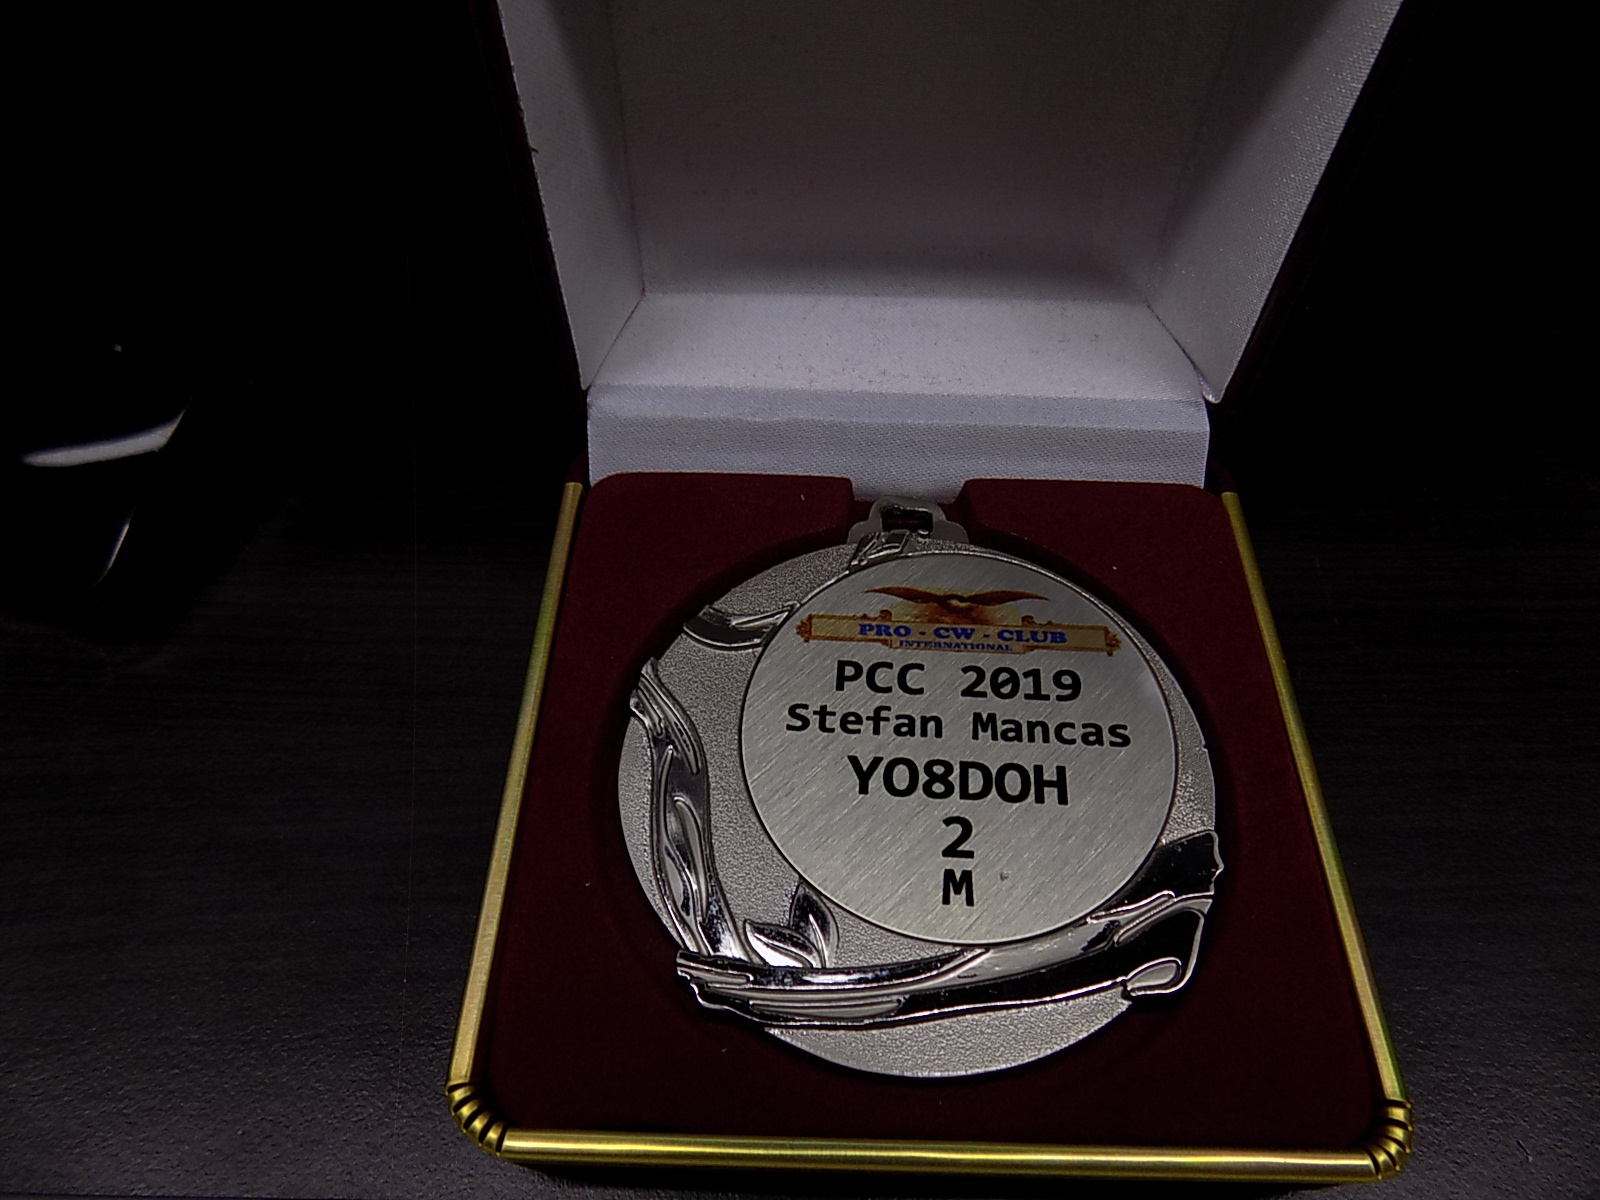 PRO - CW - CLUB
INTERNATIONAL
PCC 2019
Stefan Mancas
YO8DOH
2
M